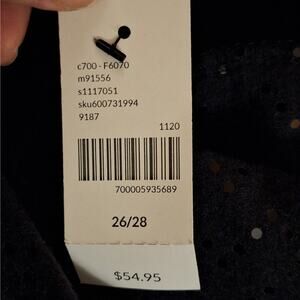 c700 - F6070
m91556
s1117051
sku600731994
9187
1120
700005935689
26/28
$54.95